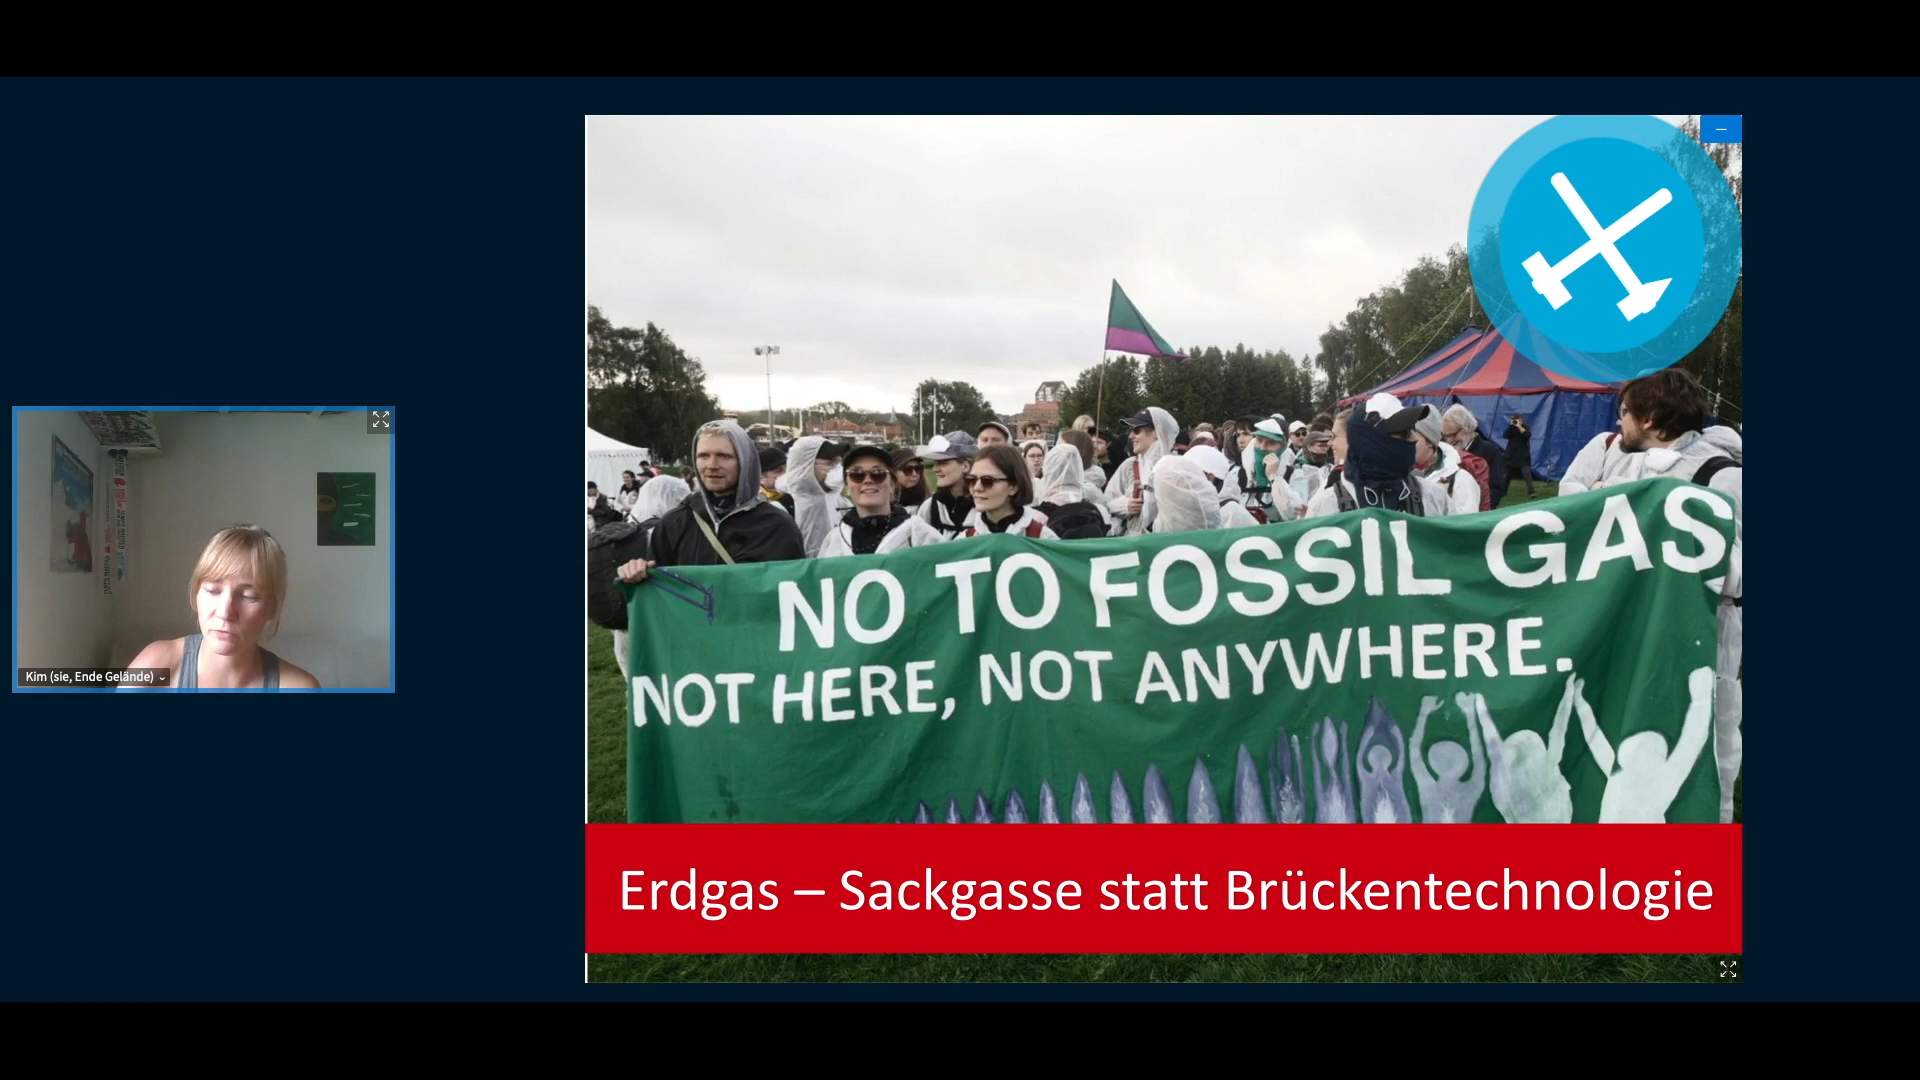 NO TO FOSSIL GAS
NOT HERE, NOT ANYWHERE.
Erdgas – Sackgasse statt Brückentechnologie
Kim (sie, Ende Gelände)